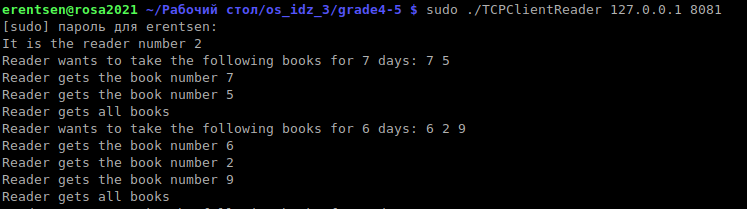 erentsen@rosa2021 ~/Рабочий стол/os_idz_3/grade4-5 $ sudo ./TCPClientReader 127.0.0.1 8081
[sudo] пароль для erentsen:
It is the reader number 2
Reader wants to take the following books for 7 days: 7 5
Reader gets the book number 7
Reader gets the book number 5
Reader gets all books
Reader wants to take the following books for 6 days: 6 2 9
Reader gets the book number 6
Reader gets the book number 2
Reader gets the book number 9
Reader gets all books